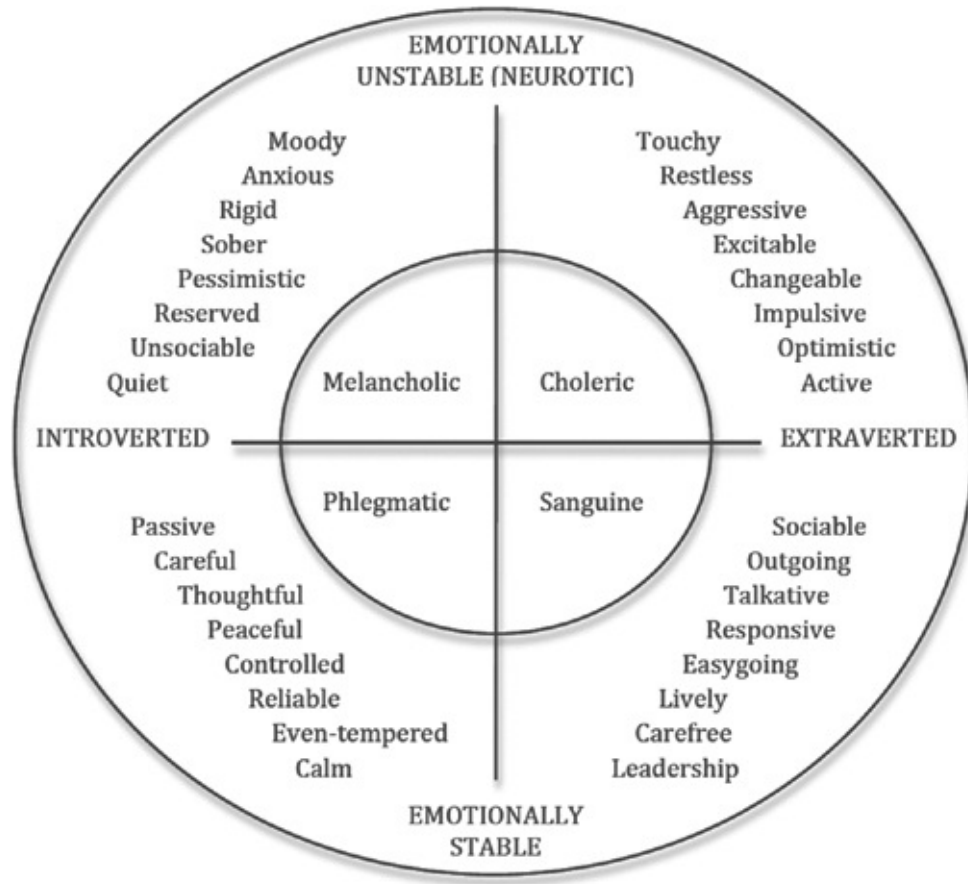 EMOTIONALLY
UNSTABLE (NEUROTIC)
Moody
Anxious
Rigid
Sober
Pessimistic
Reserved
Unsociable
Quiet
Touchy
Restless
Aggressive
Excitable
Changeable
Impulsive
Optimistic
Active
Melancholic
Choleric
INTROVERTED
EXTRAVERTED
Phlegmatic
Sanguine
Passive
Careful
Thoughtful
Peaceful
Controlled
Reliable
Even-tempered
Calm
Sociable
Outgoing
Talkative
Responsive
Easygoing
Lively
Carefree
Leadership
EMOTIONALLY
STABLE